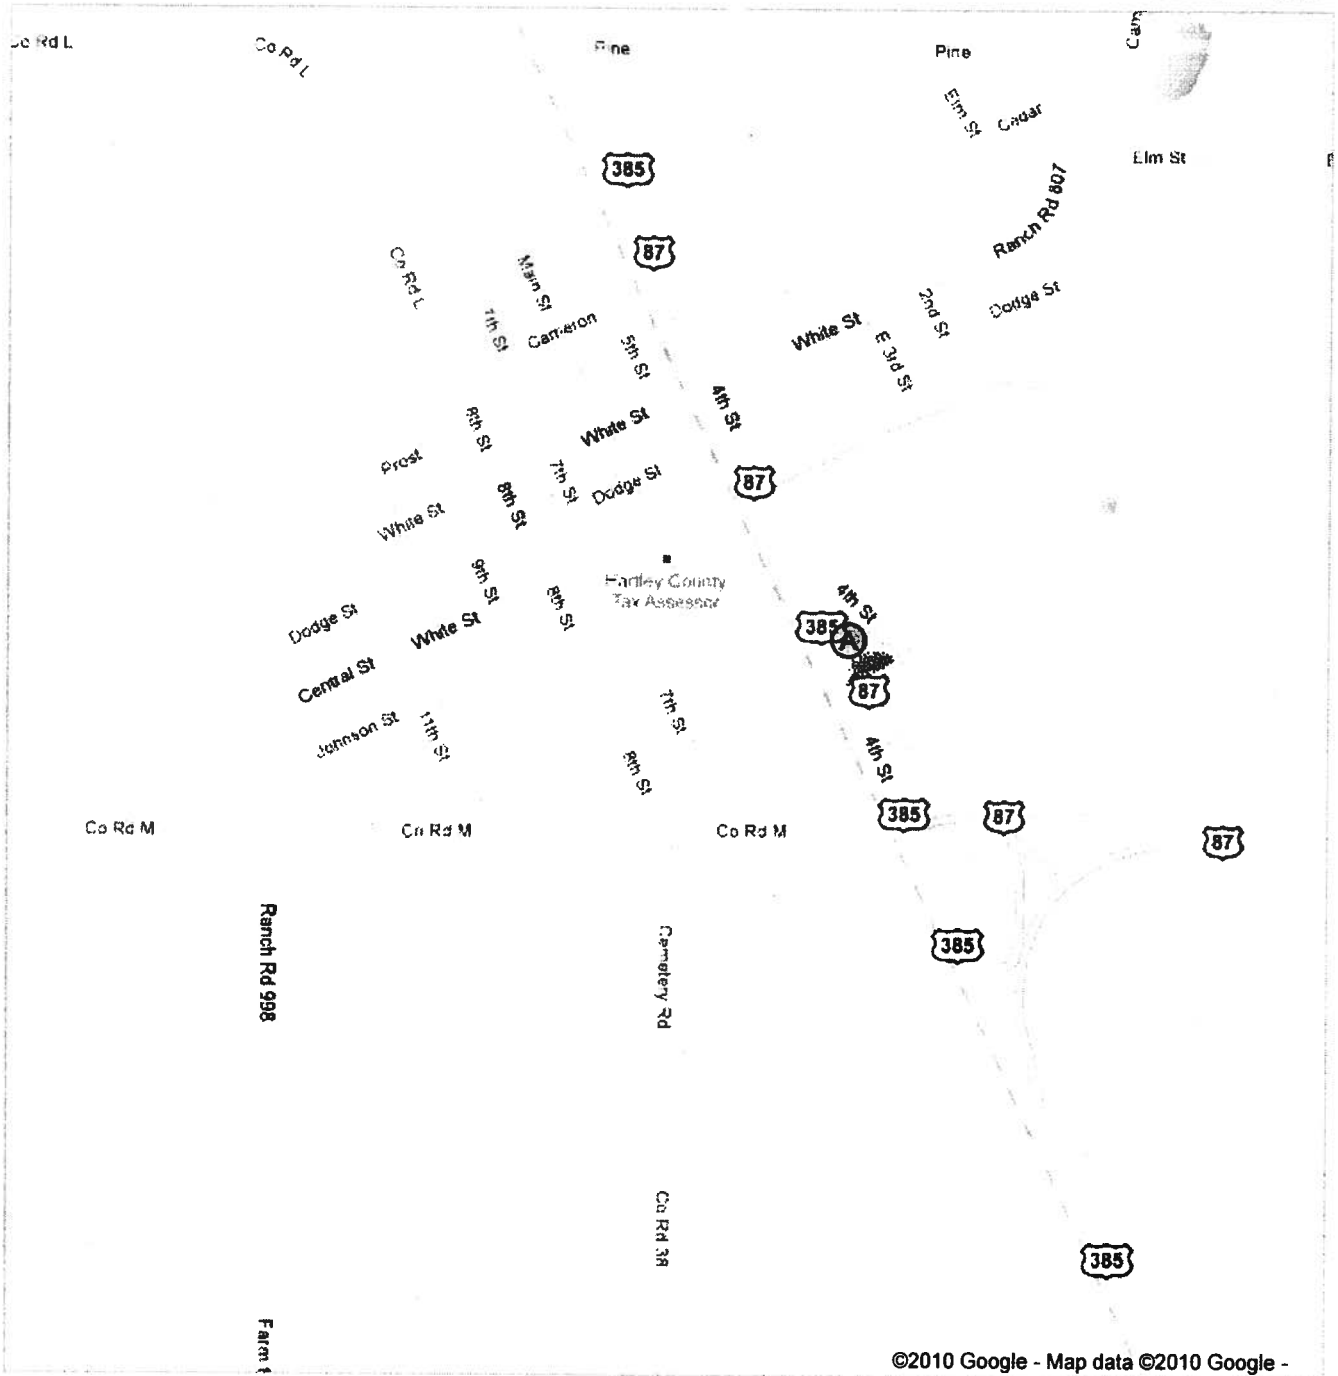 Co Rd L
Co Rd L
Pine
Pine
Cam
Elm St
Cedar
Elm St
385
Ranch Rd 807
87
Co Rd L
Main St
7th St
Cameron
5th St
White St
2nd St
Dodge St
E 3rd St
4th St
8th St
White St
Prost
7th St
Dodge St
87
White St
8th St
9th St
Hartley County
Tax Assessor
8th St
4th St
Dodge St
White St
385
A
Central St
87
Johnson St
11th St
7th St
8th St
4th St
Co Rd M
Co Rd M
Co Rd M
385
87
87
Ranch Rd 998
Cemetery Rd
385
Co Rd 38
385
Farm
©2010 Google - Map data ©2010 Google -